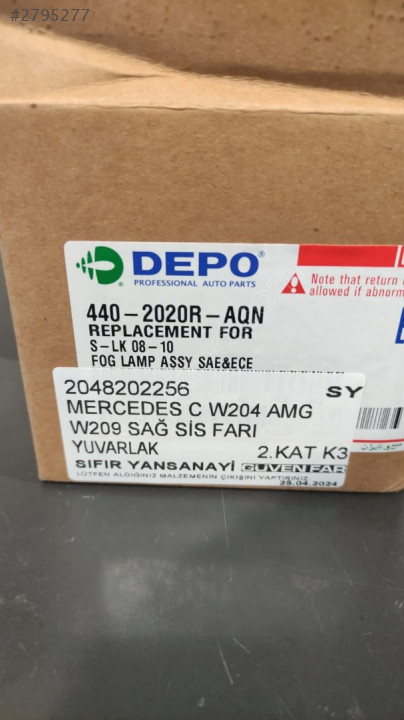 #2795277
DEPO®
PROFESSIONAL AUTO PARTS
Note that return
allowed if abnorm
440-2020R-AQN
REPLACEMENT FOR
S-LK 08-10
FOG LAMP ASSY SAE&ECE
2048202256 SY
MERCEDES C W204 AMG
W209 SAĞ SİS FARI
YUVARLAK 2.KAT K3
SIFIR YANSANAYİ GÜVENFAR
LÜTFEN ALDIĞINIZ MALZEMENİN ÇIKIŞINI YAPTIRINIZ
25.04.2024